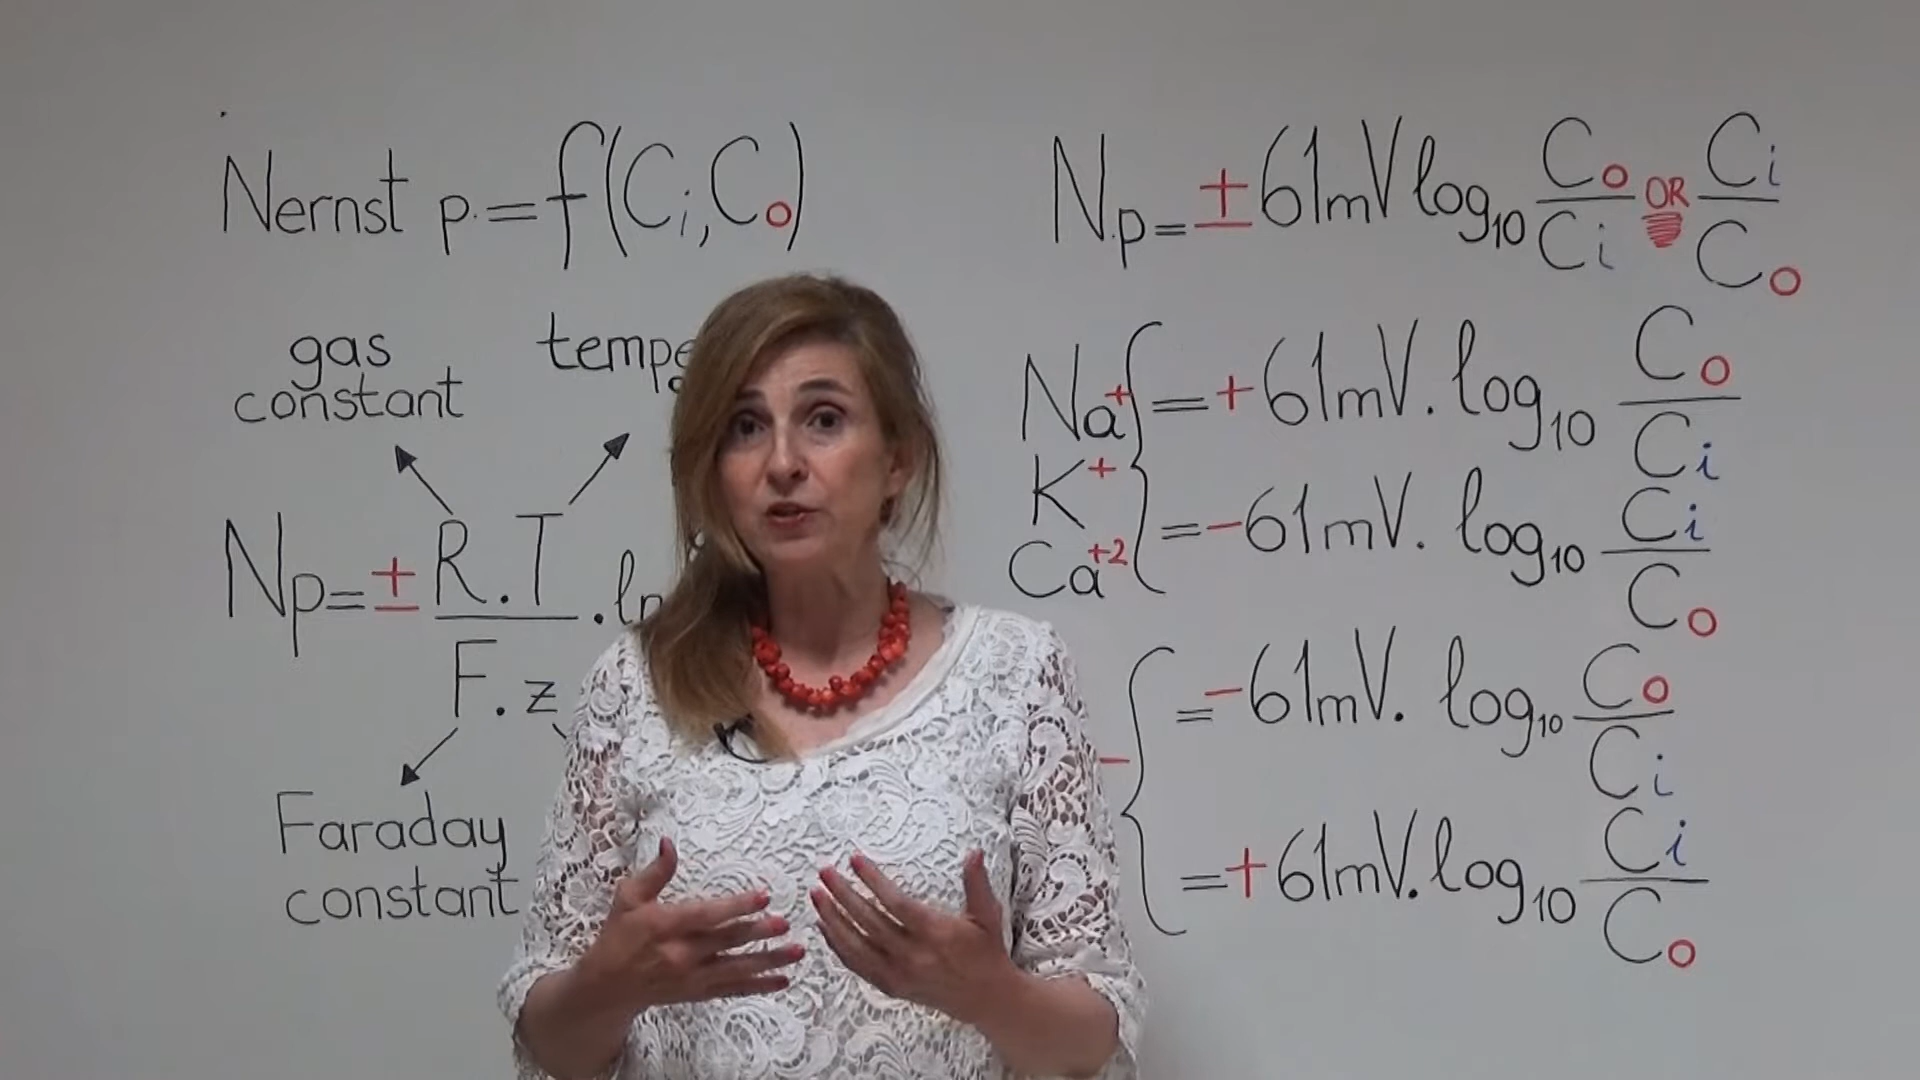 Nernst p = f(Ci, Co)
gas
constant
Np = ± R.T / F.z . ln
Faraday
constant
Np = ± 61mV log10 Co/Ci OR Ci/Co
Na+ K+ Ca+2
= +61mV. log10 Co/Ci
= -61mV. log10 Ci/Co
-
= -61mV. log10 Co/Ci
= +61mV. log10 Ci/Co